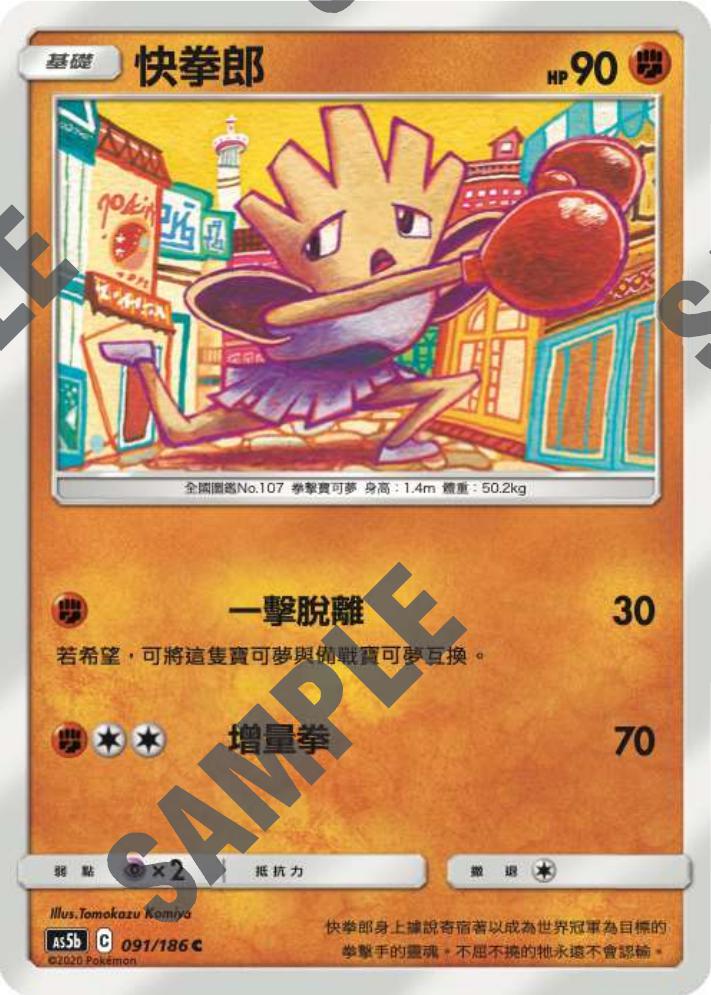 基礎 快拳郎 HP 90
全國圖鑑No.107 拳擊寶可夢 身高：1.4m 體重：50.2kg
一擊脫離 30
若希望，可將這隻寶可夢與備戰寶可夢互換。
增量拳 70
SAMPLE
弱點 ×2 抵抗力 撤退
Illus.Tomokazu Komiya
AS5b C 091/186 C
©2020 Pokémon
快拳郎身上據說寄宿著以成為世界冠軍為目標的
拳擊手的靈魂。不屈不撓的牠永遠不會認輸。